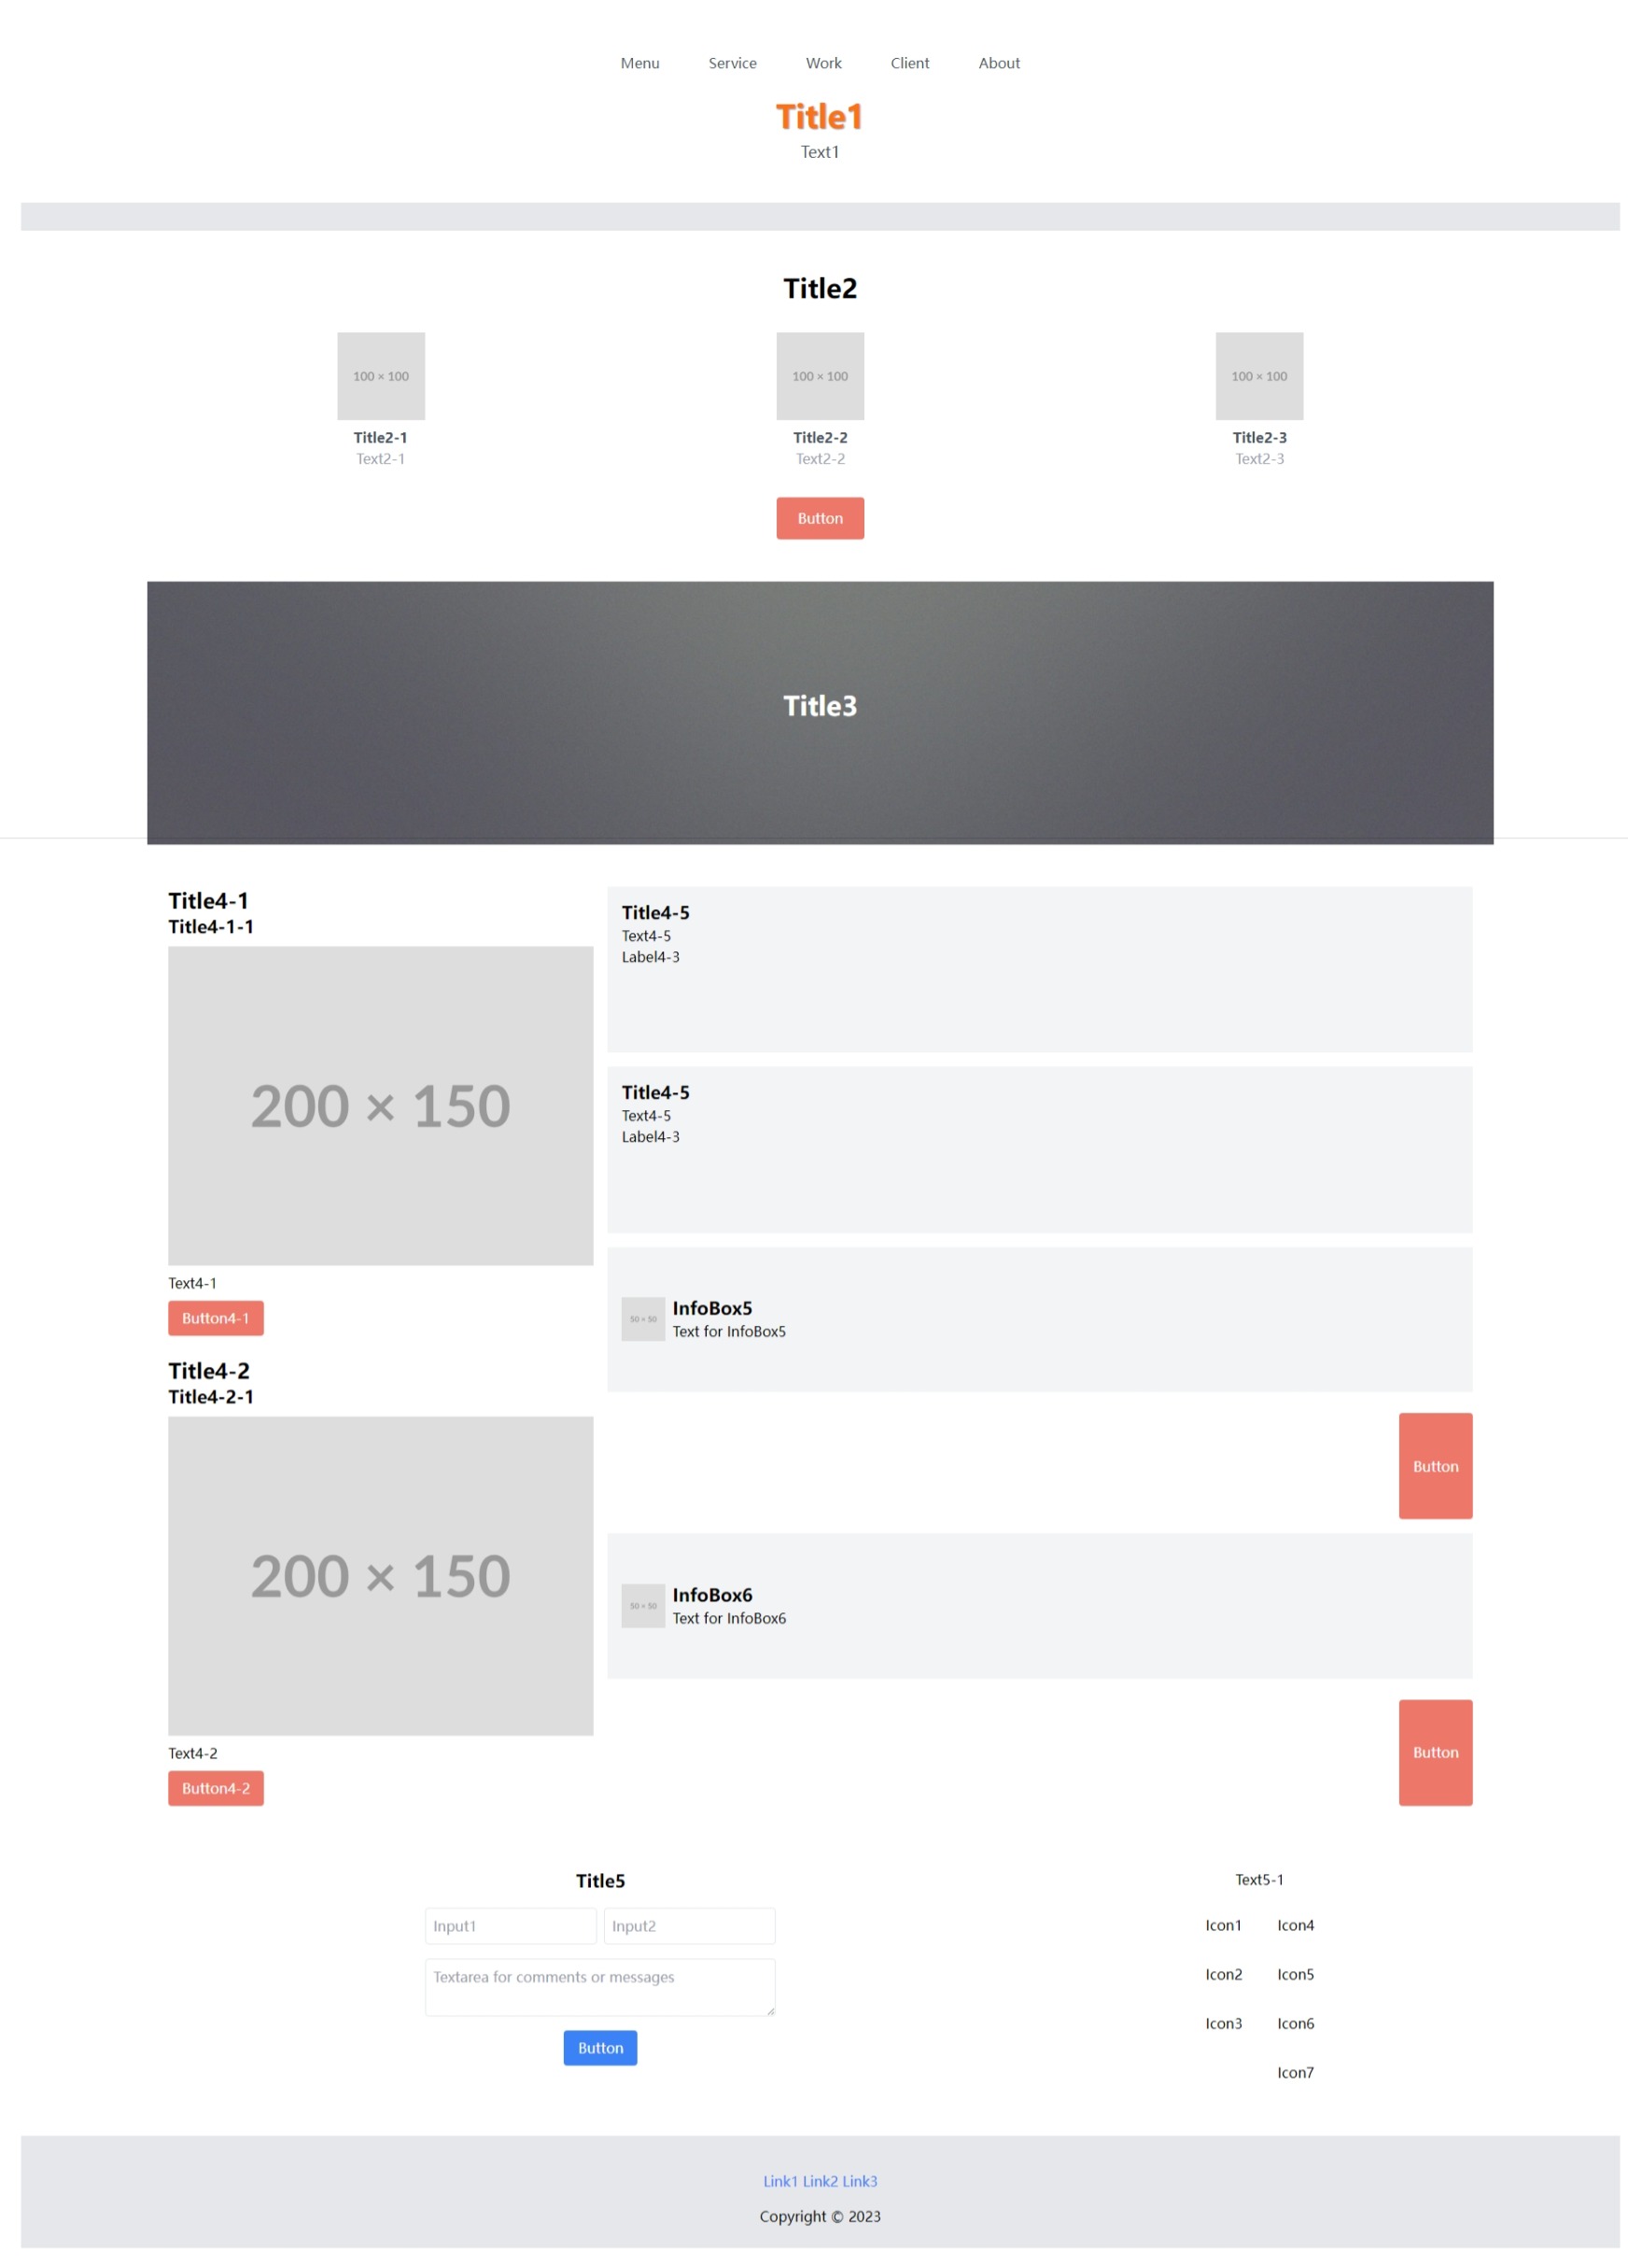 Menu Service Work Client About
Title1
Text1
Title2
100 × 100
100 × 100
100 × 100
Title2-1
Title2-2
Title2-3
Text2-1
Text2-2
Text2-3
Button
Title3
Title4-1
Title4-1-1
200 × 150
Text4-1
Button4-1
Title4-2
Title4-2-1
200 × 150
Text4-2
Button4-2
Title4-5
Text4-5
Label4-3
Title4-5
Text4-5
Label4-3
50 × 50
InfoBox5
Text for InfoBox5
Button
50 × 50
InfoBox6
Text for InfoBox6
Button
Title5
Input1
Input2
Textarea for comments or messages
Button
Text5-1
Icon1 Icon4
Icon2 Icon5
Icon3 Icon6
Icon7
Link1 Link2 Link3
Copyright © 2023